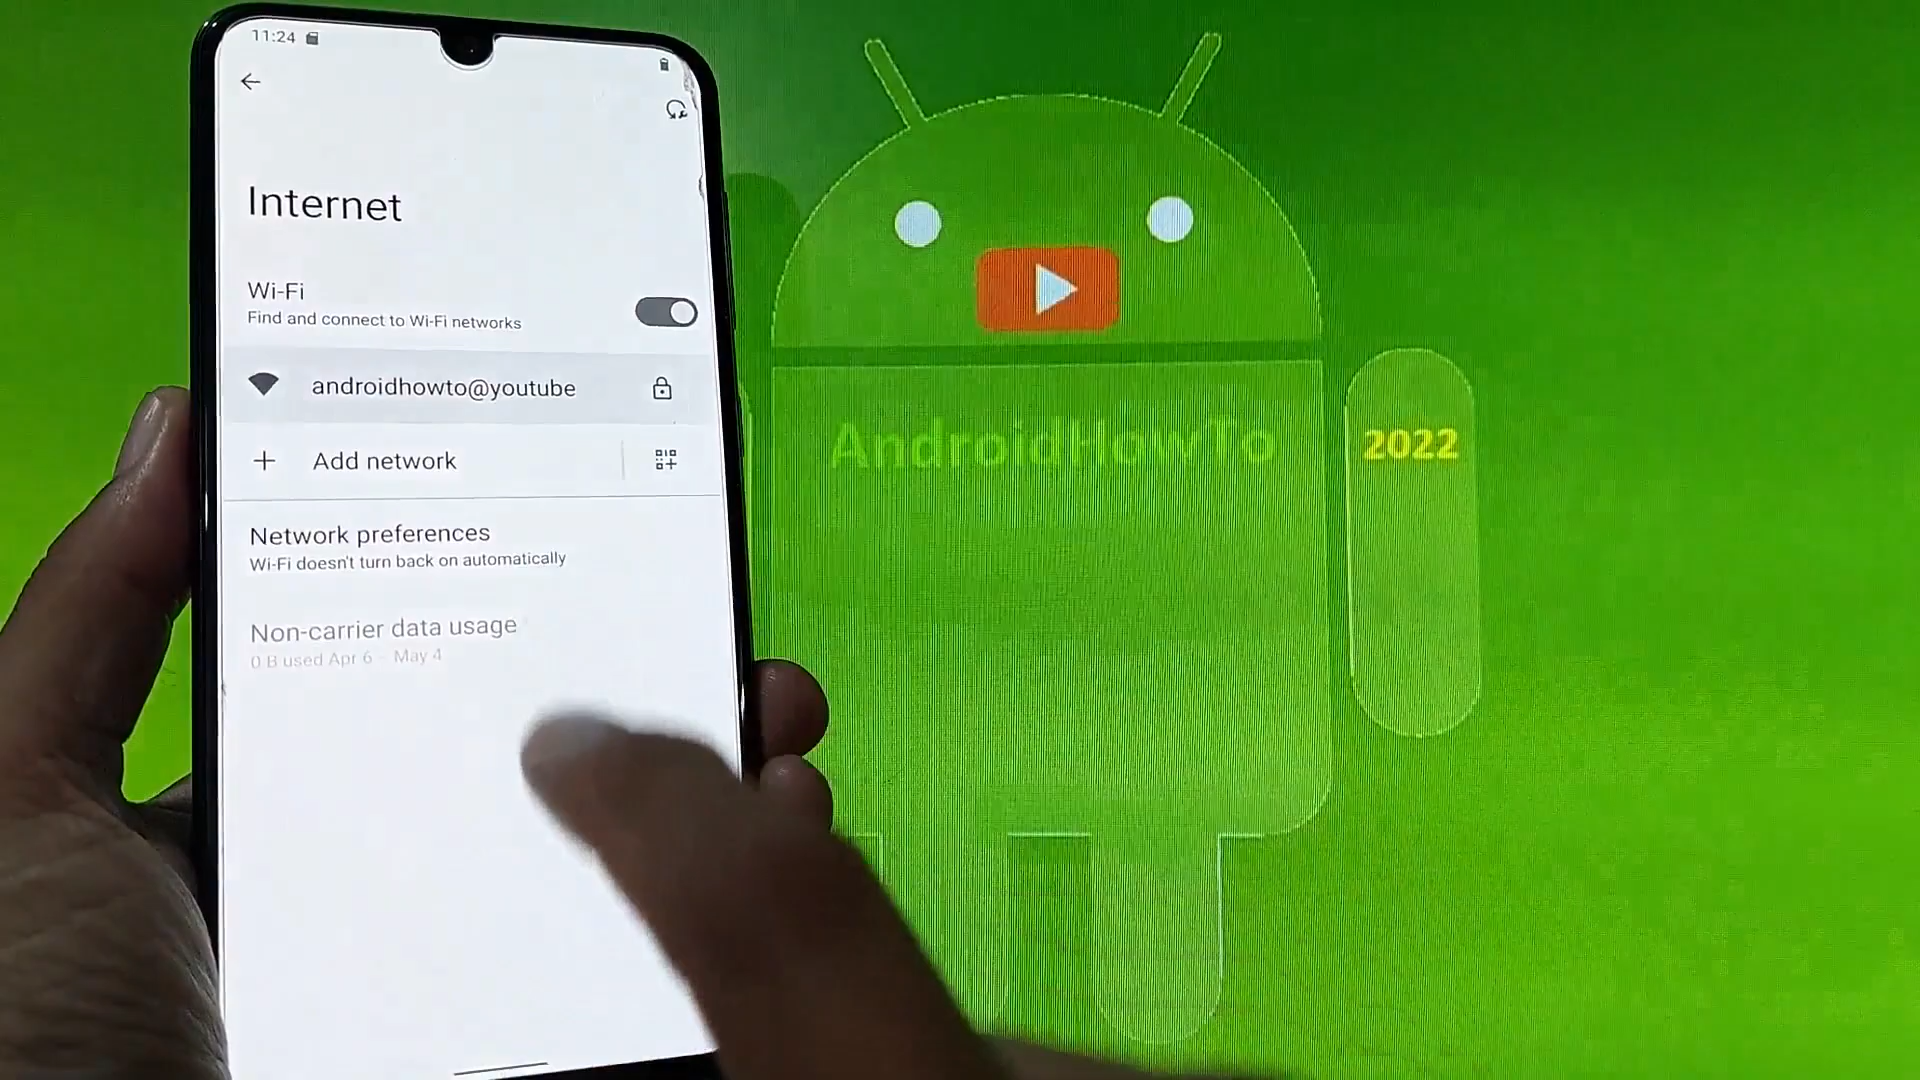 11:24
Internet
Wi-Fi
Find and connect to Wi-Fi networks
androidhowto@youtube
Add network
Network preferences
Wi-Fi doesn't turn back on automatically
Non-carrier data usage
0 B used Apr 6 – May 4
AndroidHowTo
2022